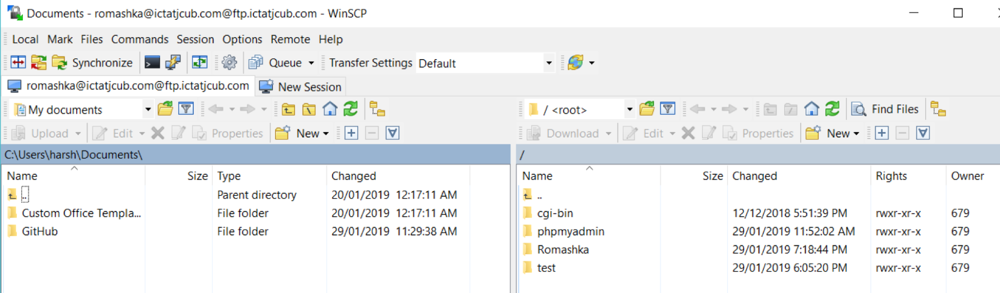 Documents - romashka@ictatjcub.com@ftp.ictatjcub.com - WinSCP
Local Mark Files Commands Session Options Remote Help
Synchronize Queue Transfer Settings Default
romashka@ictatjcub.com@ftp.ictatjcub.com New Session
My documents / <root> Find Files
Upload Edit Properties New Download Edit Properties New
C:\Users\harsh\Documents\ /
Name Size Type Changed Name Size Changed Rights Owner
.. Parent directory 20/01/2019 12:17:11 AM ..
Custom Office Templa... File folder 20/01/2019 12:17:11 AM cgi-bin 12/12/2018 5:51:39 PM rwxr-xr-x 679
GitHub File folder 29/01/2019 11:29:38 AM phpmyadmin 29/01/2019 11:52:02 AM rwxr-xr-x 679
Romashka 29/01/2019 7:18:44 PM rwxr-xr-x 679
test 29/01/2019 6:05:20 PM rwxr-xr-x 679